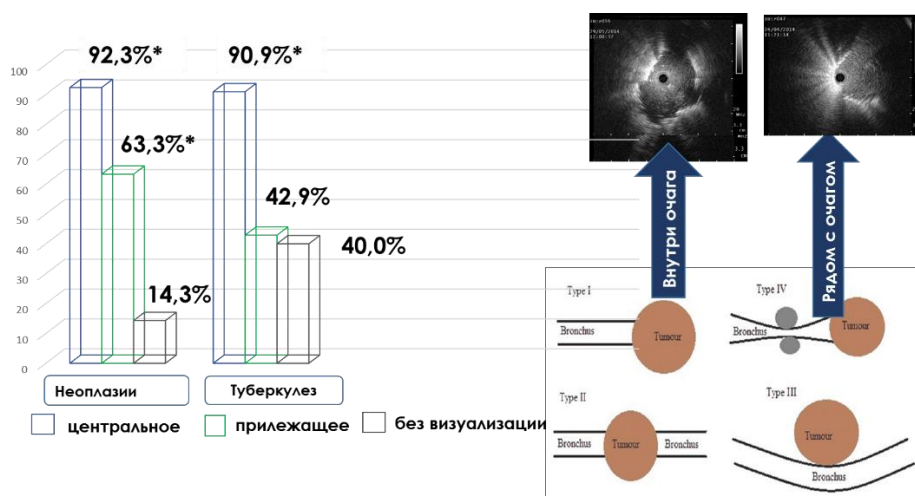 92,3%*
90,9%*
63,3%*
42,9%
40,0%
14,3%
100
90
80
70
60
50
40
30
20
10
0
Неоплазии
Туберкулез
центральное
прилежащее
без визуализации
Внутри очага
Рядом с очагом
Type I
Bronchus
Tumour
Type IV
Bronchus
Tumour
Type II
Bronchus
Tumour
Bronchus
Type III
Tumour
Bronchus